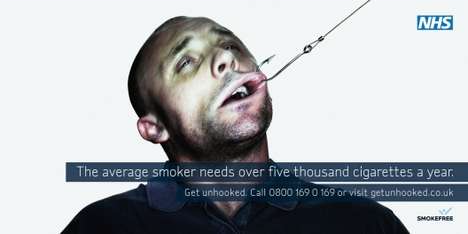 NHS
The average smoker needs over five thousand cigarettes a year.
Get unhooked. Call 0800 169 0 169 or visit getunhooked.co.uk
SMOKEFREE